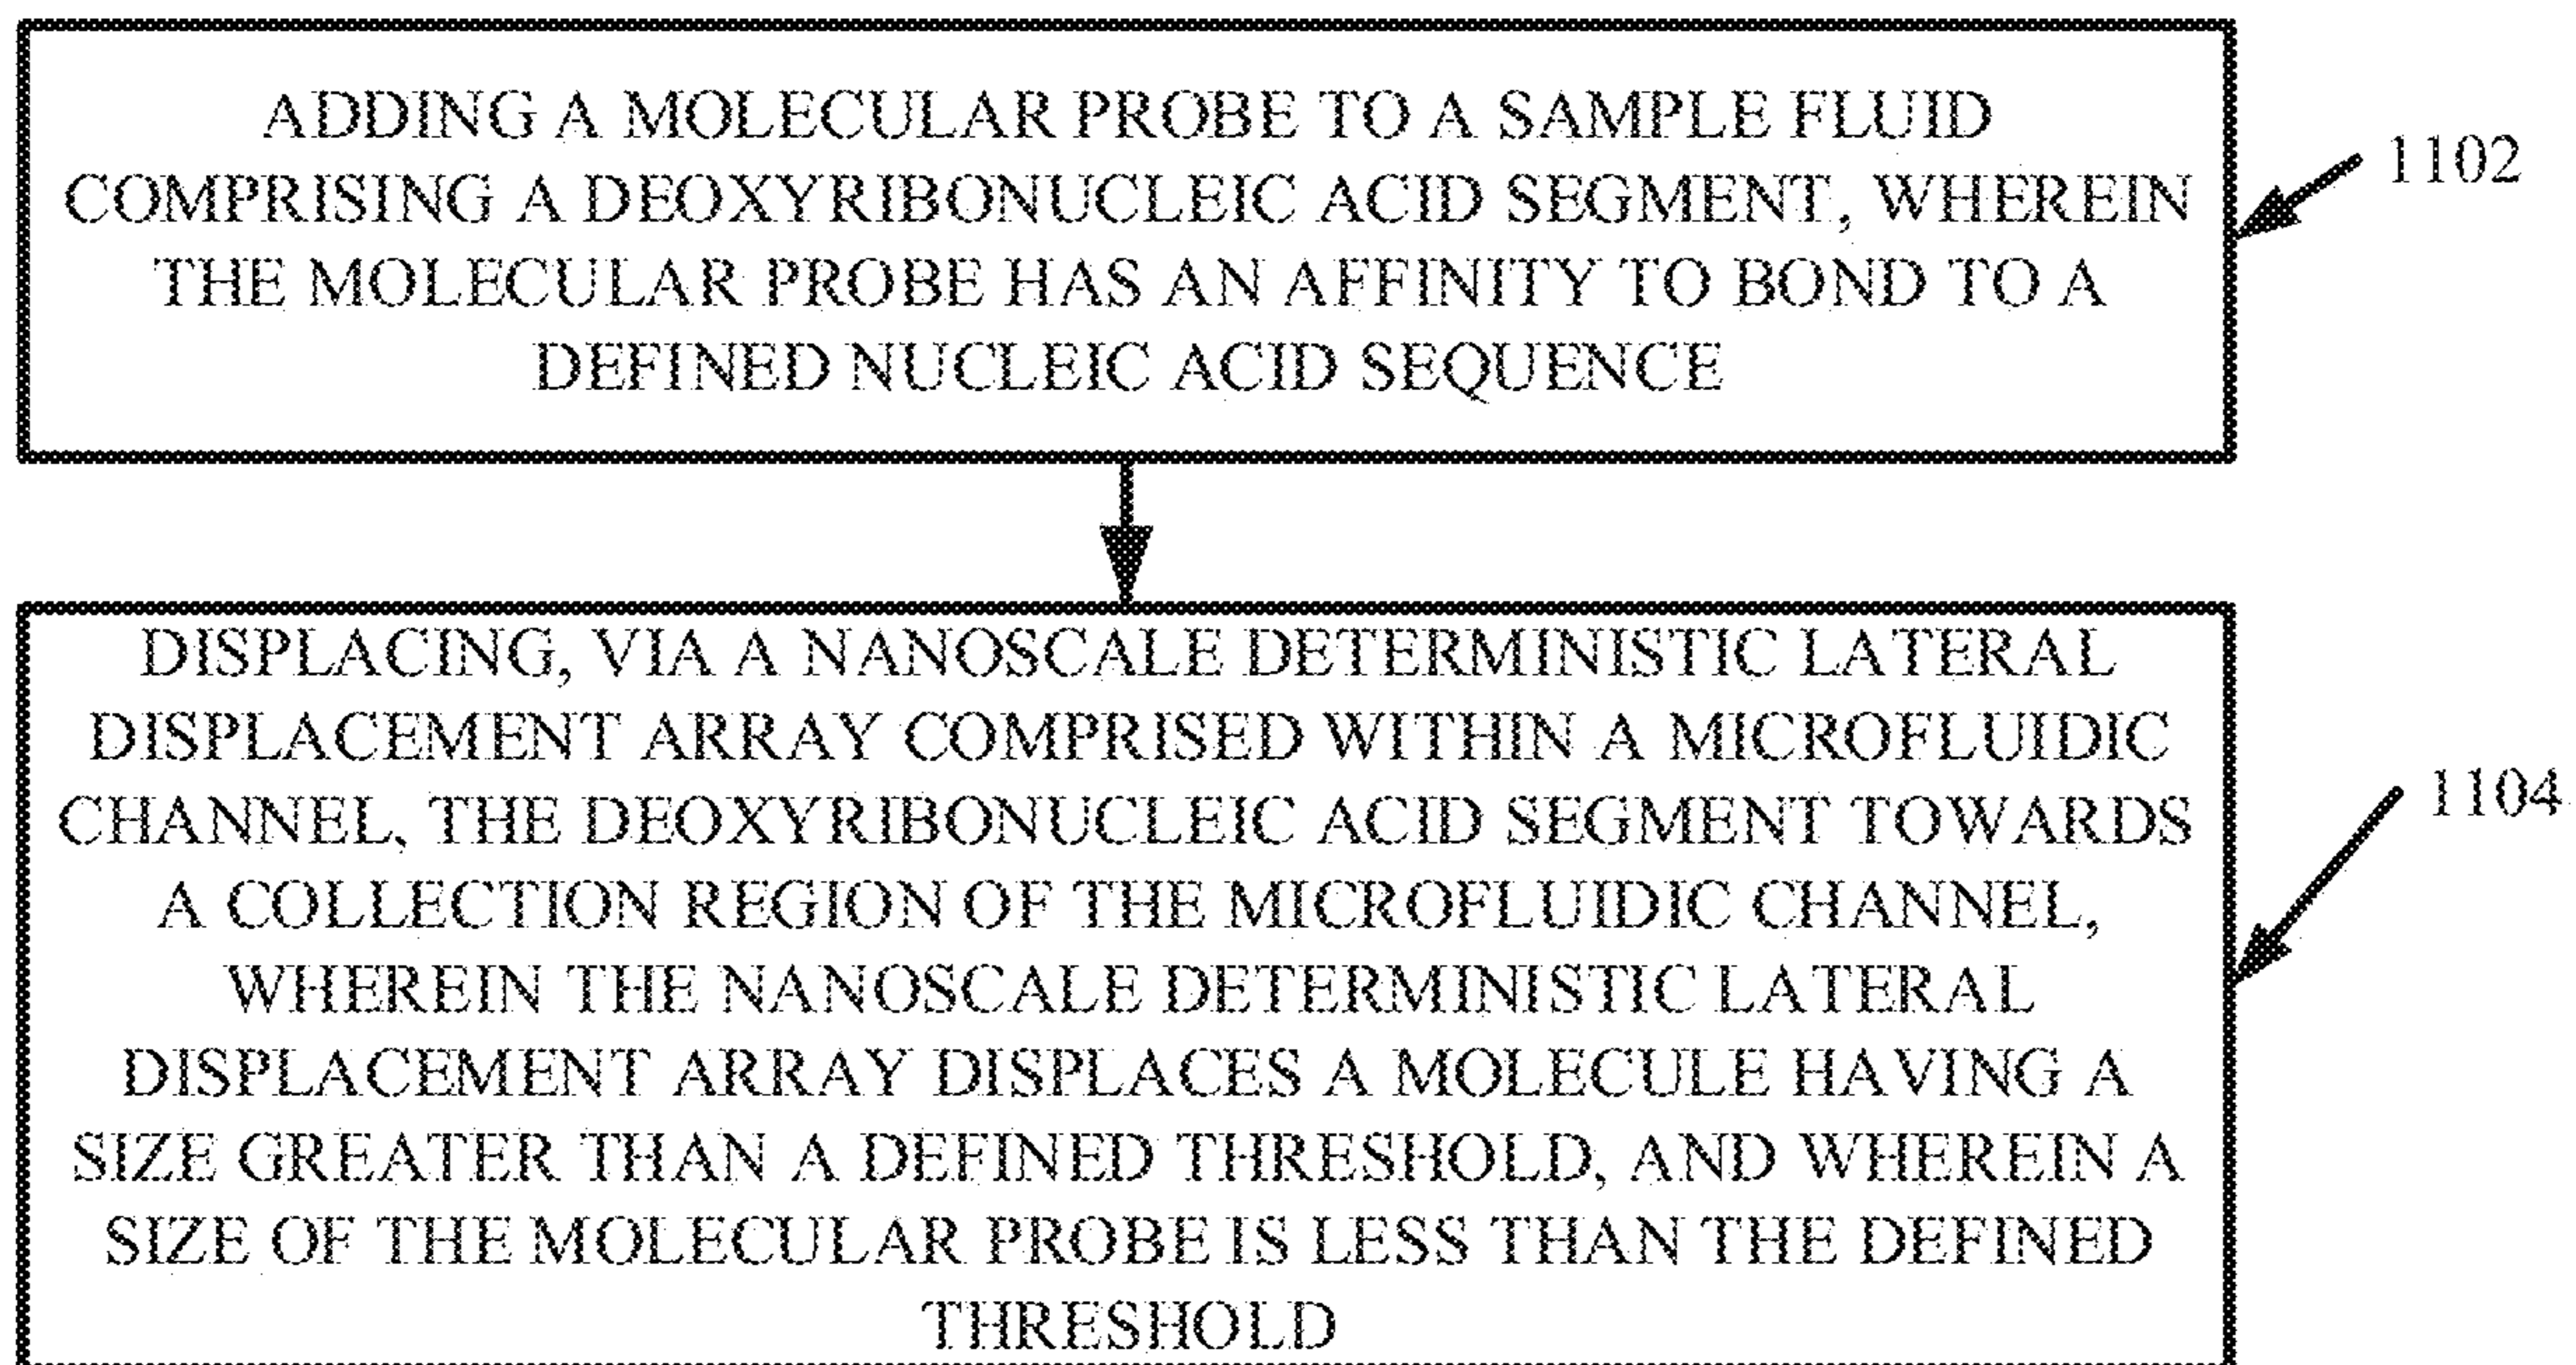 ADDING A MOLECULAR PROBE TO A SAMPLE FLUID
COMPRISING A DEOXYRIBONUCLEIC ACID SEGMENT, WHEREIN
THE MOLECULAR PROBE HAS AN AFFINITY TO BOND TO A
DEFINED NUCLEIC ACID SEQUENCE
1102
DISPLACING, VIA A NANOSCALE DETERMINISTIC LATERAL
DISPLACEMENT ARRAY COMPRISED WITHIN A MICROFLUIDIC
CHANNEL, THE DEOXYRIBONUCLEIC ACID SEGMENT TOWARDS
A COLLECTION REGION OF THE MICROFLUIDIC CHANNEL,
WHEREIN THE NANOSCALE DETERMINISTIC LATERAL
DISPLACEMENT ARRAY DISPLACES A MOLECULE HAVING A
SIZE GREATER THAN A DEFINED THRESHOLD, AND WHEREIN A
SIZE OF THE MOLECULAR PROBE IS LESS THAN THE DEFINED
THRESHOLD
1104